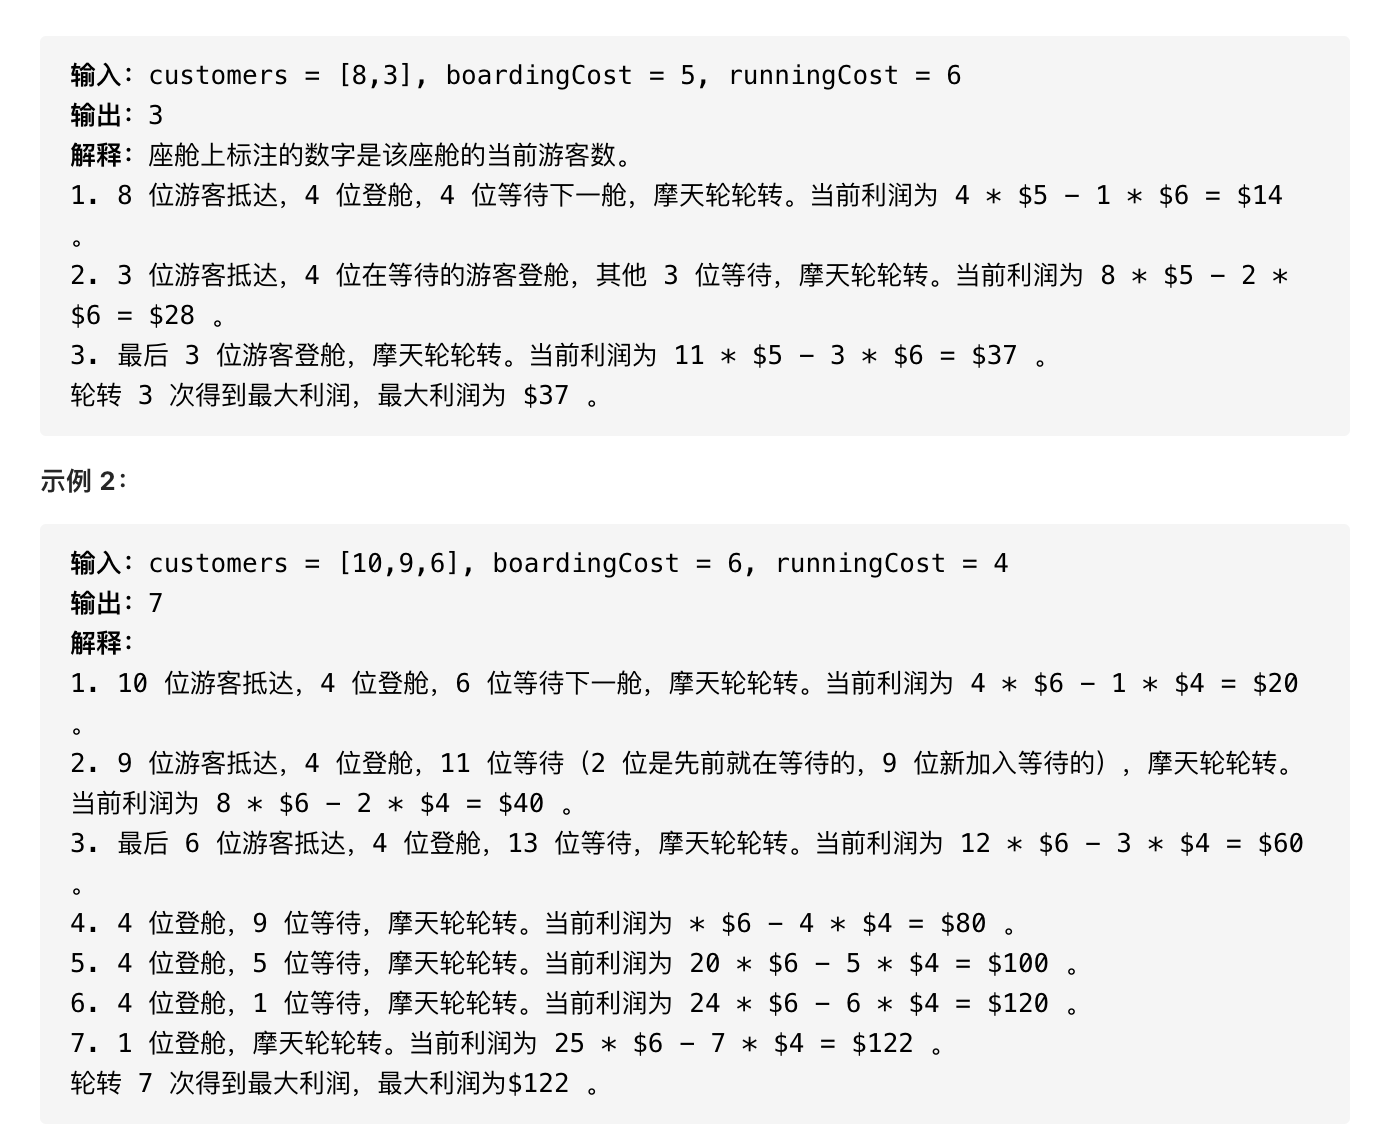 输入：customers = [8,3], boardingCost = 5, runningCost = 6
输出：3
解释：座舱上标注的数字是该座舱的当前游客数。
1. 8 位游客抵达，4 位登舱，4 位等待下一舱，摩天轮轮转。当前利润为 4 * $5 - 1 * $6 = $14
。
2. 3 位游客抵达，4 位在等待的游客登舱，其他 3 位等待，摩天轮轮转。当前利润为 8 * $5 - 2 *
$6 = $28 。
3. 最后 3 位游客登舱，摩天轮轮转。当前利润为 11 * $5 - 3 * $6 = $37 。
轮转 3 次得到最大利润，最大利润为 $37 。
示例 2：
输入：customers = [10,9,6], boardingCost = 6, runningCost = 4
输出：7
解释：
1. 10 位游客抵达，4 位登舱，6 位等待下一舱，摩天轮轮转。当前利润为 4 * $6 - 1 * $4 = $20
。
2. 9 位游客抵达，4 位登舱，11 位等待（2 位是先前就在等待的，9 位新加入等待的），摩天轮轮转。
当前利润为 8 * $6 - 2 * $4 = $40 。
3. 最后 6 位游客抵达，4 位登舱，13 位等待，摩天轮轮转。当前利润为 12 * $6 - 3 * $4 = $60
。
4. 4 位登舱，9 位等待，摩天轮轮转。当前利润为 * $6 - 4 * $4 = $80 。
5. 4 位登舱，5 位等待，摩天轮轮转。当前利润为 20 * $6 - 5 * $4 = $100 。
6. 4 位登舱，1 位等待，摩天轮轮转。当前利润为 24 * $6 - 6 * $4 = $120 。
7. 1 位登舱，摩天轮轮转。当前利润为 25 * $6 - 7 * $4 = $122 。
轮转 7 次得到最大利润，最大利润为$122 。